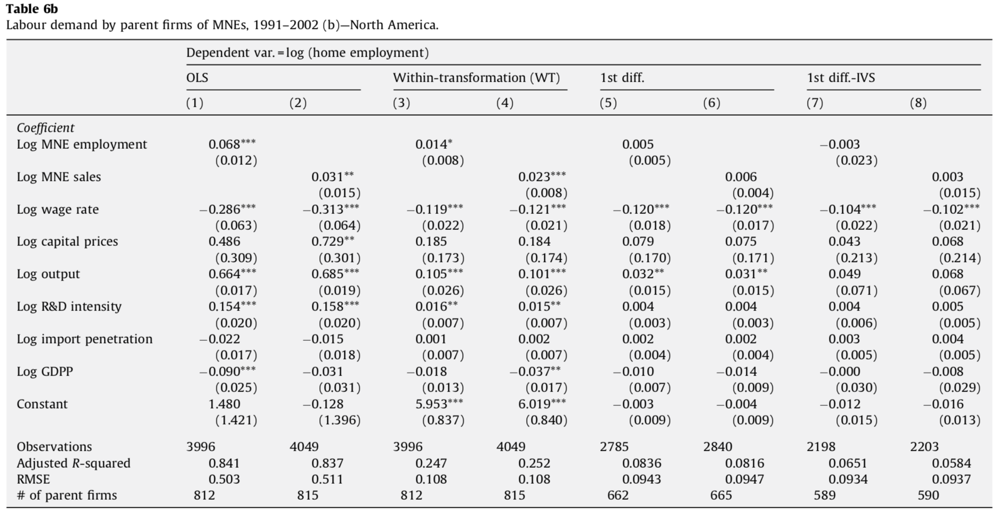 Table 6b
Labour demand by parent firms of MNEs, 1991–2002 (b)—North America.
Dependent var. = log (home employment)
OLS Within-transformation (WT) 1st diff. 1st diff.-IVS
(1) (2) (3) (4) (5) (6) (7) (8)
Coefficient
Log MNE employment 0.068*** 0.014* 0.005 −0.003
(0.012) (0.008) (0.005) (0.023)
Log MNE sales 0.031** 0.023*** 0.006 0.003
(0.015) (0.008) (0.004) (0.015)
Log wage rate −0.286*** −0.313*** −0.119*** −0.121*** −0.120*** −0.120*** −0.104*** −0.102***
(0.063) (0.064) (0.022) (0.021) (0.018) (0.017) (0.022) (0.021)
Log capital prices 0.486 0.729** 0.185 0.184 0.079 0.075 0.043 0.068
(0.309) (0.301) (0.173) (0.174) (0.170) (0.171) (0.213) (0.214)
Log output 0.664*** 0.685*** 0.105*** 0.101*** 0.032** 0.031** 0.049 0.068
(0.017) (0.019) (0.026) (0.026) (0.015) (0.015) (0.071) (0.067)
Log R&D intensity 0.154*** 0.158*** 0.016** 0.015** 0.004 0.004 0.004 0.005
(0.020) (0.020) (0.007) (0.007) (0.003) (0.003) (0.006) (0.005)
Log import penetration −0.022 −0.015 0.001 0.002 0.002 0.002 0.003 0.004
(0.017) (0.018) (0.007) (0.007) (0.004) (0.004) (0.005) (0.005)
Log GDPP −0.090*** −0.031 −0.018 −0.037** −0.010 −0.014 −0.000 −0.008
(0.025) (0.031) (0.013) (0.017) (0.007) (0.009) (0.030) (0.029)
Constant 1.480 −0.128 5.953*** 6.019*** −0.003 −0.004 −0.012 −0.016
(1.421) (1.396) (0.837) (0.840) (0.009) (0.009) (0.015) (0.013)
Observations 3996 4049 3996 4049 2785 2840 2198 2203
Adjusted R-squared 0.841 0.837 0.247 0.252 0.0836 0.0816 0.0651 0.0584
RMSE 0.503 0.511 0.108 0.108 0.0943 0.0947 0.0934 0.0937
# of parent firms 812 815 812 815 662 665 589 590